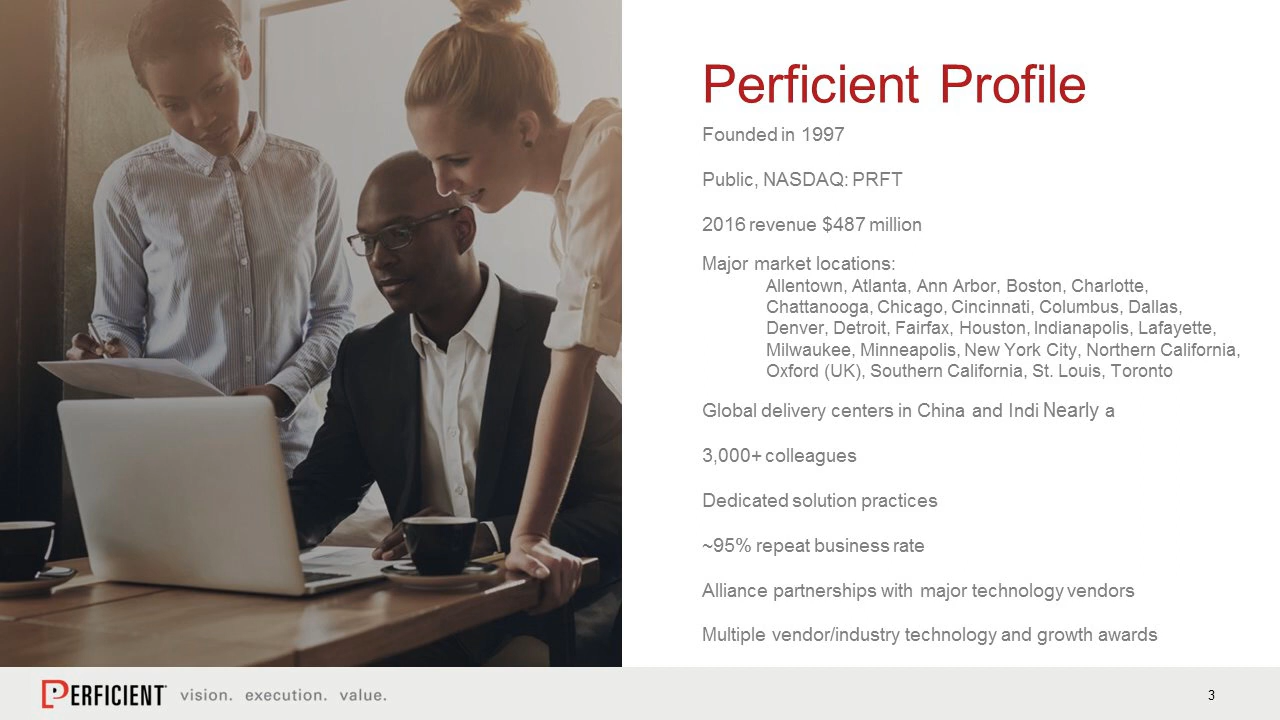 Perficient Profile
Founded in 1997
Public, NASDAQ: PRFT
2016 revenue $487 million
Major market locations:
Allentown, Atlanta, Ann Arbor, Boston, Charlotte,
Chattanooga, Chicago, Cincinnati, Columbus, Dallas,
Denver, Detroit, Fairfax, Houston, Indianapolis, Lafayette,
Milwaukee, Minneapolis, New York City, Northern California,
Oxford (UK), Southern California, St. Louis, Toronto
Global delivery centers in China and Indi Nearly a
3,000+ colleagues
Dedicated solution practices
~95% repeat business rate
Alliance partnerships with major technology vendors
Multiple vendor/industry technology and growth awards
PERFICIENT vision. execution. value.
3